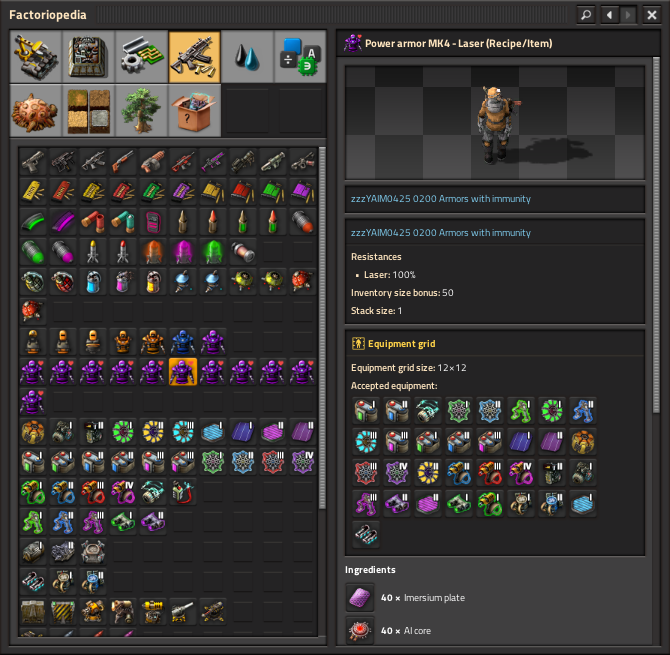 Factoriopedia
Power armor MK4 - Laser (Recipe/Item)
zzzYAIM0425 0200 Armors with immunity
zzzYAIM0425 0200 Armors with immunity
Resistances
▪ Laser: 100%
Inventory size bonus: 50
Stack size: 1
Equipment grid
Equipment grid size: 12×12
Accepted equipment:
Ingredients
40 × Imersium plate
40 × AI core